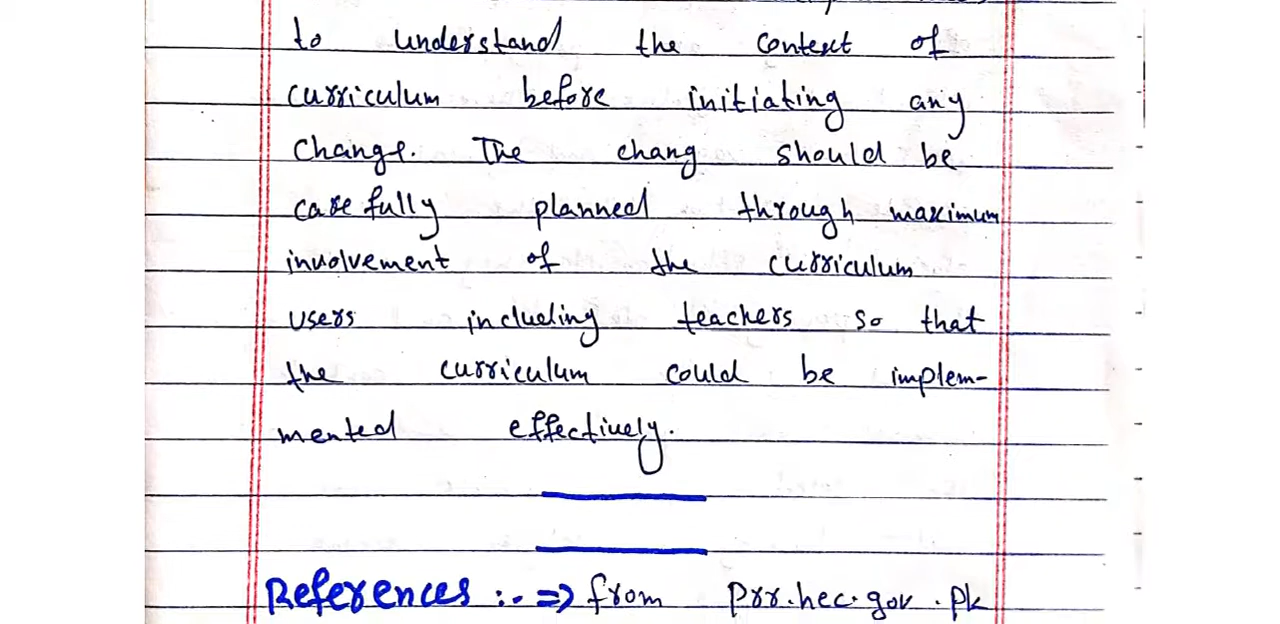 to understand the context of
curriculum before initiating any
change. The chang should be
carefully planned through maximum
involvement of the curriculum
users including teachers so that
the curriculum could be implem-
mented effectively.
References :- => from prr.hec.gov.pk